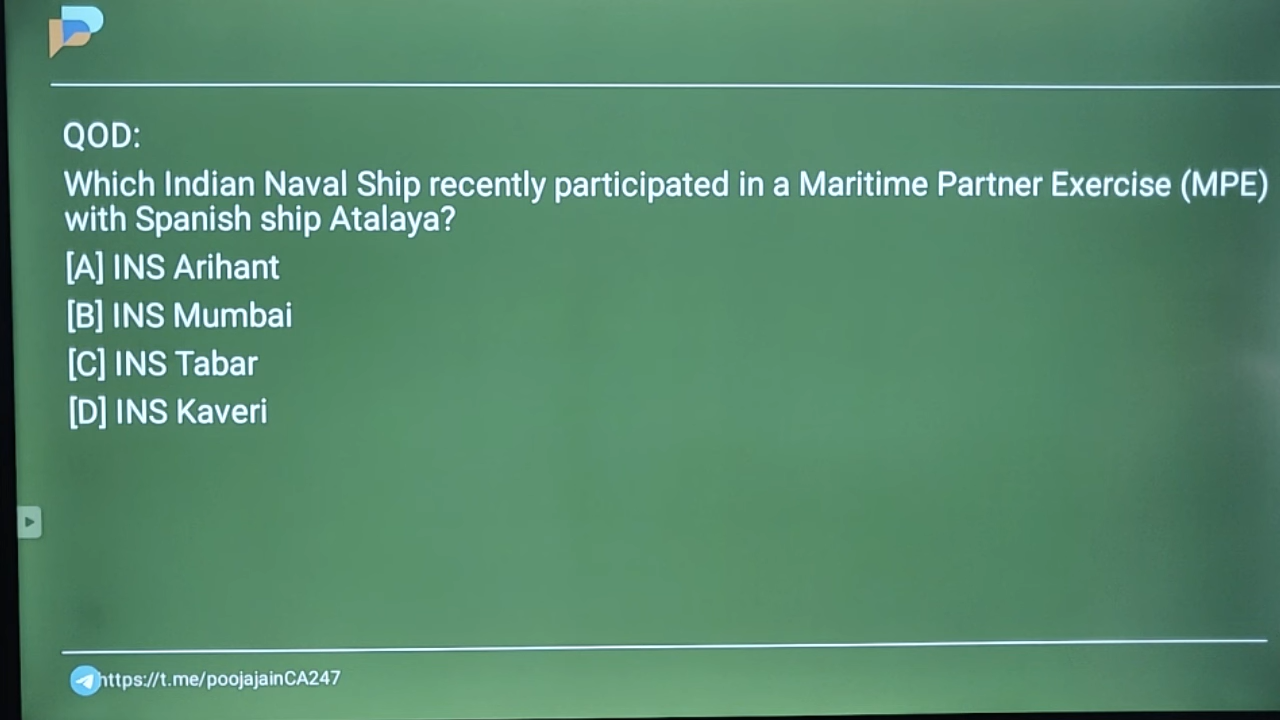 QOD:
Which Indian Naval Ship recently participated in a Maritime Partner Exercise (MPE)
with Spanish ship Atalaya?
[A] INS Arihant
[B] INS Mumbai
[C] INS Tabar
[D] INS Kaveri
https://t.me/poojajainCA247